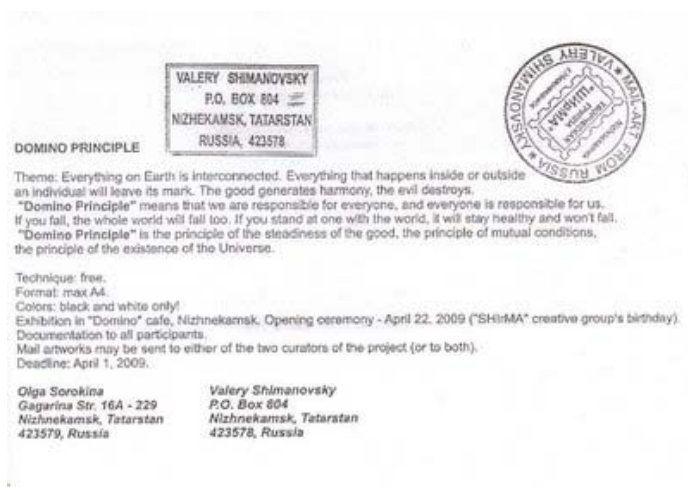 VALERY SHIMANOVSKY
P.O. BOX 804
NIZHEKAMSK, TATARSTAN
RUSSIA, 423578
MAIL-ART FROM RUSSIA ★ VALERY SHIMANOVSKY ★
"ШИРМА"
DOMINO PRINCIPLE
Theme: Everything on Earth is interconnected. Everything that happens inside or outside
an individual will leave its mark. The good generates harmony, the evil destroys.
"Domino Principle" means that we are responsible for everyone, and everyone is responsible for us.
If you fall, the whole world will fall too. If you stand at one with the world, it will stay healthy and won't fall.
"Domino Principle" is the principle of the steadiness of the good, the principle of mutual conditions,
the principle of the existence of the Universe.
Technique: free.
Format: max A4.
Colors: black and white only!
Exhibition in "Domino" cafe, Nizhnekamsk, Opening ceremony - April 22, 2009 ("SHIrMA" creative group's birthday).
Documentation to all participants.
Mail artworks may be sent to either of the two curators of the project (or to both).
Deadline: April 1, 2009.
Olga Sorokina
Gagarina Str. 16A - 229
Nizhnekamsk, Tatarstan
423579, Russia
Valery Shimanovsky
P.O. Box 804
Nizhnekamsk, Tatarstan
423578, Russia